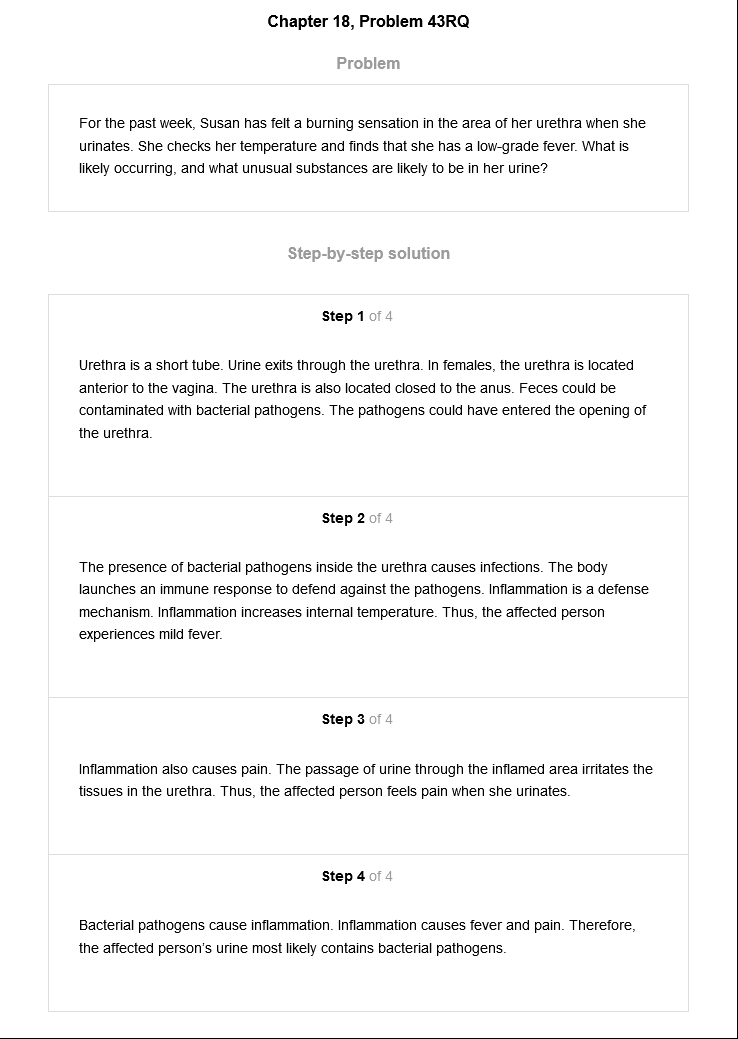 Chapter 18, Problem 43RQ
Problem
For the past week, Susan has felt a burning sensation in the area of her urethra when she
urinates. She checks her temperature and finds that she has a low-grade fever. What is
likely occurring, and what unusual substances are likely to be in her urine?
Step-by-step solution
Step 1 of 4
Urethra is a short tube. Urine exits through the urethra. In females, the urethra is located
anterior to the vagina. The urethra is also located closed to the anus. Feces could be
contaminated with bacterial pathogens. The pathogens could have entered the opening of
the urethra.
Step 2 of 4
The presence of bacterial pathogens inside the urethra causes infections. The body
launches an immune response to defend against the pathogens. Inflammation is a defense
mechanism. Inflammation increases internal temperature. Thus, the affected person
experiences mild fever.
Step 3 of 4
Inflammation also causes pain. The passage of urine through the inflamed area irritates the
tissues in the urethra. Thus, the affected person feels pain when she urinates.
Step 4 of 4
Bacterial pathogens cause inflammation. Inflammation causes fever and pain. Therefore,
the affected person's urine most likely contains bacterial pathogens.